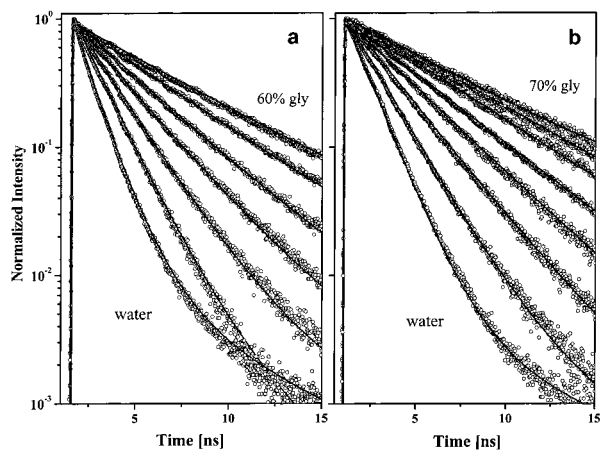 a
b
10⁰
10⁻¹
10⁻²
10⁻³
Normalized Intensity
60% gly
70% gly
water
water
5
10
15
5
10
15
Time [ns]
Time [ns]